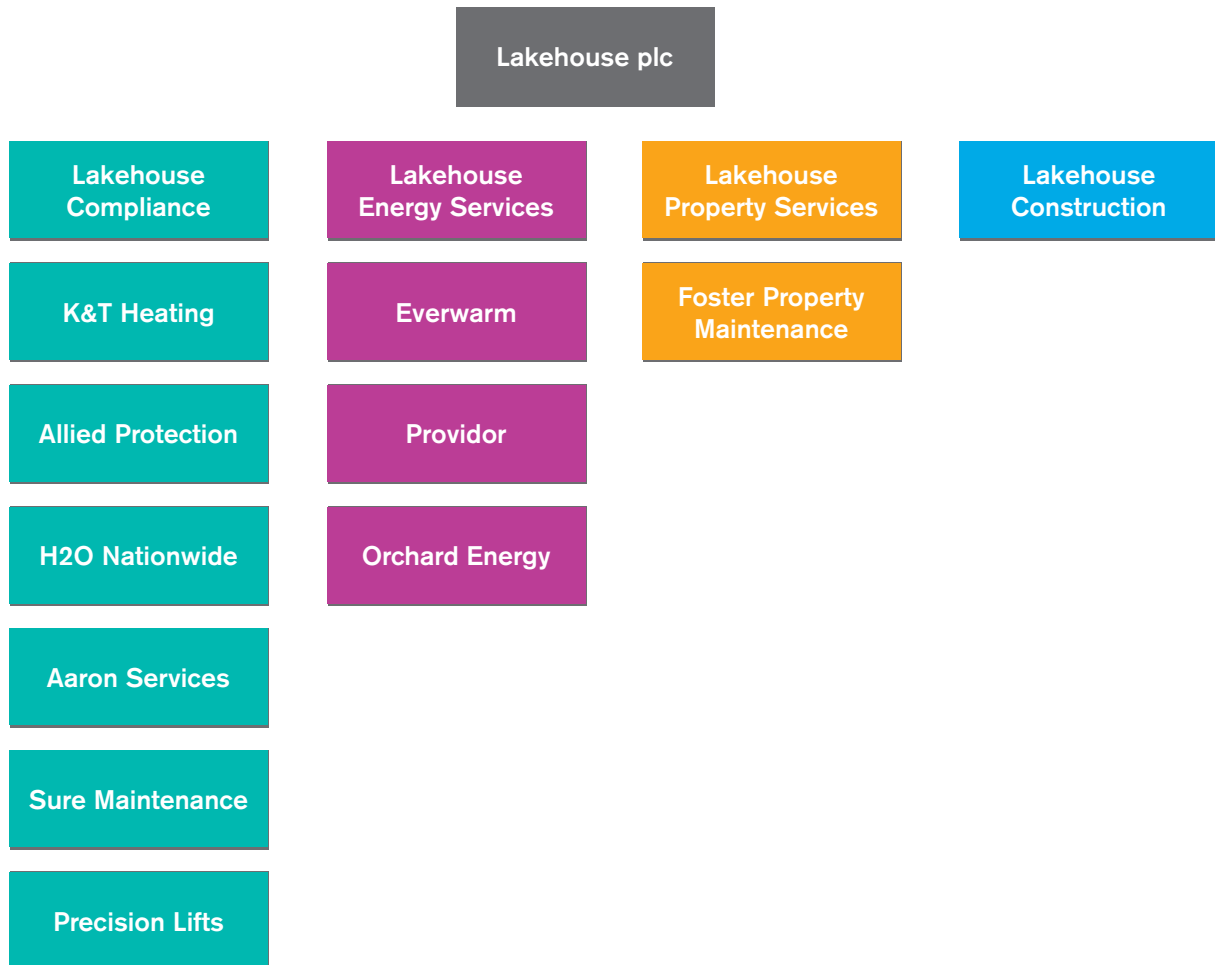 Lakehouse plc
Lakehouse
Compliance
K&T Heating
Allied Protection
H2O Nationwide
Aaron Services
Sure Maintenance
Precision Lifts
Lakehouse
Energy Services
Everwarm
Providor
Orchard Energy
Lakehouse
Property Services
Foster Property
Maintenance
Lakehouse
Construction